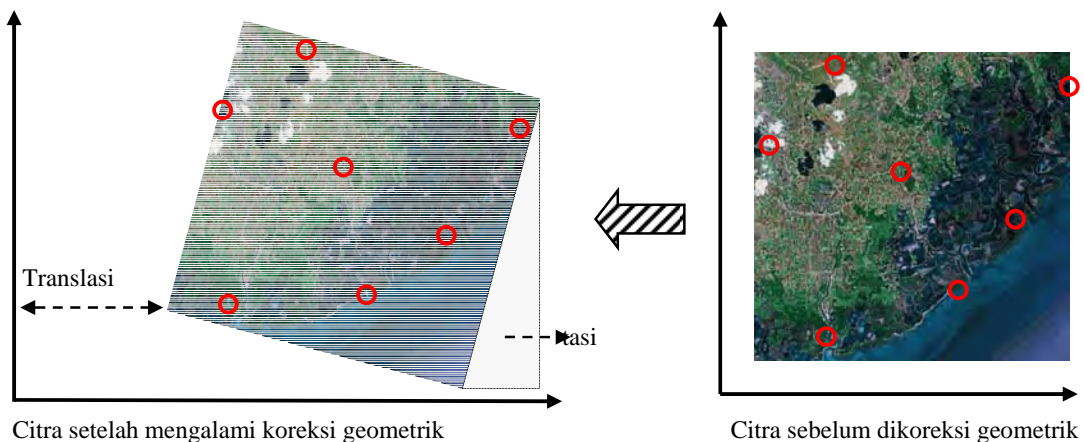 Translasi
tasi
Citra setelah mengalami koreksi geometrik
Citra sebelum dikoreksi geometrik